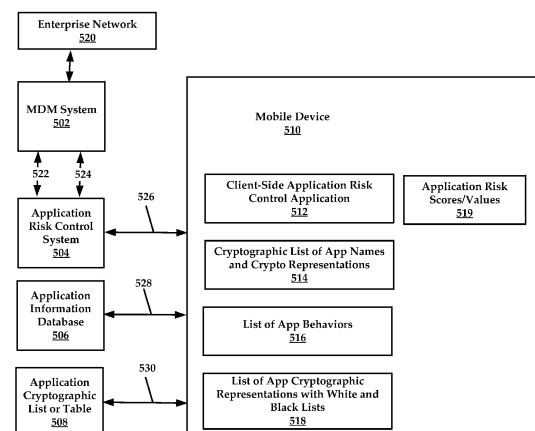 Enterprise Network
520
MDM System
502
522
524
Application
Risk Control
System
504
526
Application
Information
Database
506
528
Application
Cryptographic
List or Table
508
530
Mobile Device
510
Client-Side Application Risk
Control Application
512
Application Risk
Scores/Values
519
Cryptographic List of App Names
and Crypto Representations
514
List of App Behaviors
516
List of App Cryptographic
Representations with White and
Black Lists
518